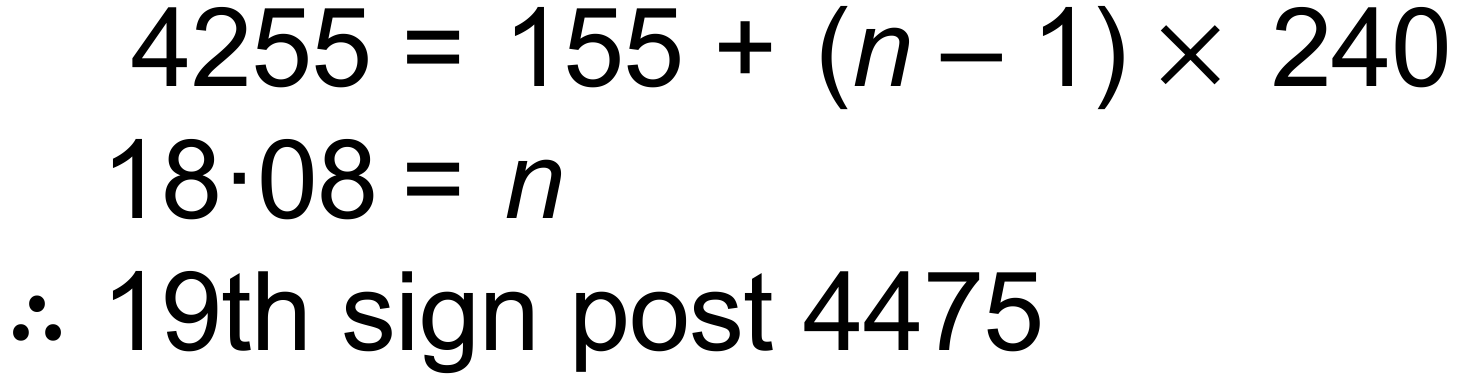 4255 = 155 + (n – 1) × 240
18·08 = n
∴ 19th sign post 4475